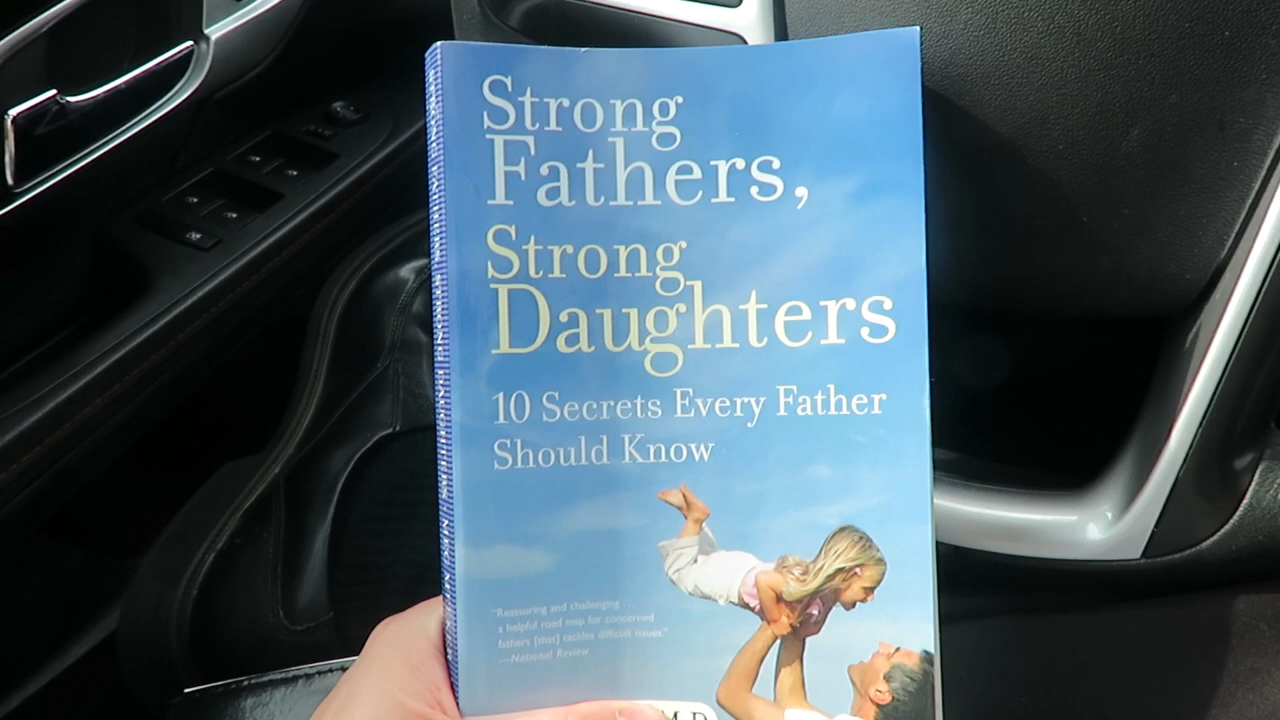 Strong
Fathers,
Strong
Daughters
10 Secrets Every Father
Should Know
"Reassuring and challenging . . .
a helpful road map for concerned
fathers [that] tackles difficult issues."
—National Review
M.D.